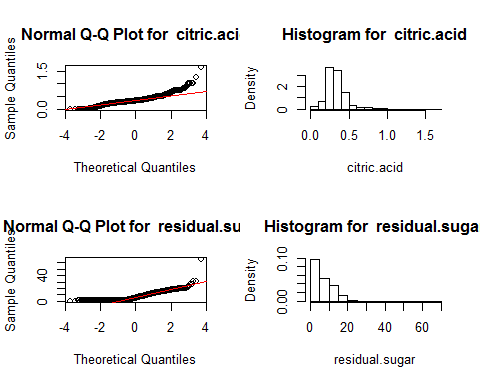 Normal Q-Q Plot for citric.aci
Sample Quantiles
0.0 1.5
-4 -2 0 2 4
Theoretical Quantiles
Histogram for citric.acid
Density
0 2
0.0 0.5 1.0 1.5
citric.acid
Normal Q-Q Plot for residual.su
Sample Quantiles
0 40
-4 -2 0 2 4
Theoretical Quantiles
Histogram for residual.suga
Density
0.00 0.10
0 20 40 60
residual.sugar